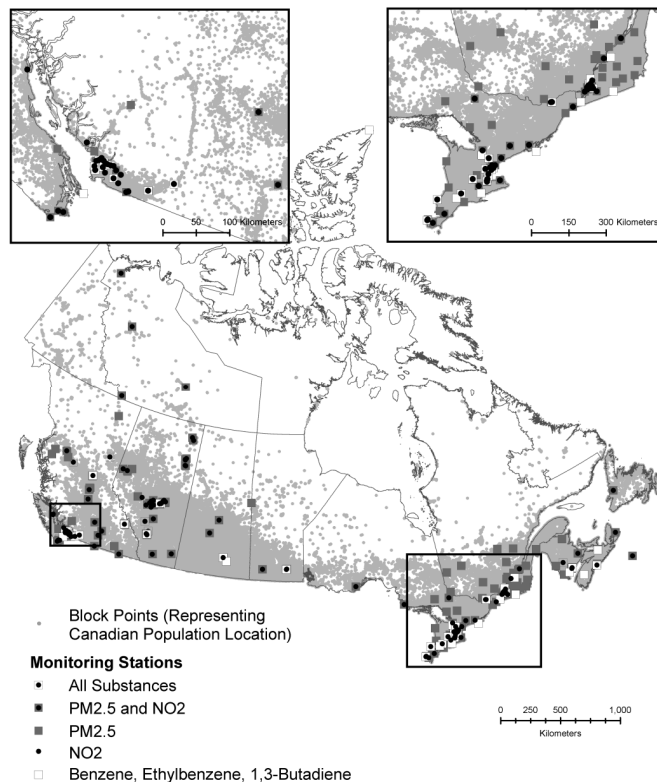 0 50 100 Kilometers
0 150 300 Kilometers
Block Points (Representing
Canadian Population Location)
Monitoring Stations
All Substances
PM2.5 and NO2
PM2.5
NO2
Benzene, Ethylbenzene, 1,3-Butadiene
0 250 500 1,000
Kilometers